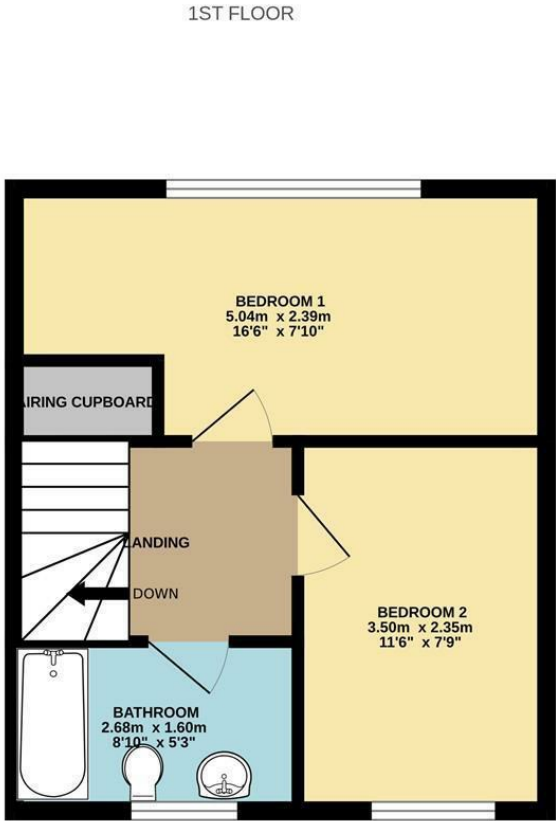 1ST FLOOR
BEDROOM 1
5.04m x 2.39m
16'6" x 7'10"
AIRING CUPBOARD
LANDING
DOWN
BEDROOM 2
3.50m x 2.35m
11'6" x 7'9"
BATHROOM
2.68m x 1.60m
8'10" x 5'3"